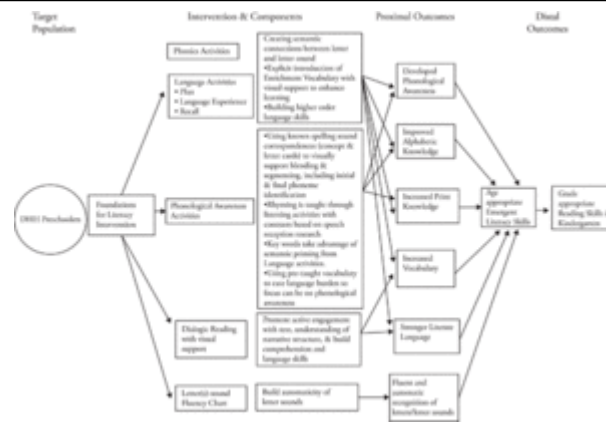 Target
Population
Intervention & Components
Proximal Outcomes
Distal
Outcomes
DHH Preschoolers
Foundations
for Literacy
Intervention
Phonics Activities
Language Activities
• Play
• Language Experience
• Recall
Phonological Awareness
Activities
Dialogic Reading
with visual
support
Letter(s)-sound
Fluency Chart
semantic
connections between letter
and letter sound
•Explicit introduction of
Enrichment Vocabulary with
visual support to enhance
learning
•Building higher order
language skills
•Using known spelling sound
correspondences (concept &
letter cards) to visually
support blending &
segmenting, including initial
& final phoneme
identification
•Rhyming is taught through
listening activities with
based on speech
reception research
•Key words take advantage of
semantic priming from
Language activities.
•Using pre-taught vocabulary
to ease language burden so
focus can be on phonological
awareness
Promote active engagement
with text, understanding of
narrative structure, & build
comprehension and
language skills
Build automaticity of
letter sounds
Developed
Phonological
Awareness
Improved
Alphabetic
Knowledge
Increased Print
Knowledge
Increased
Vocabulary
Stronger Literate
Language
Fluent and
automatic
recognition of
letters/letter sounds
Age
appropriate
Emergent
Literacy Skills
Grade
appropriate
Reading Skills in
Kindergarten